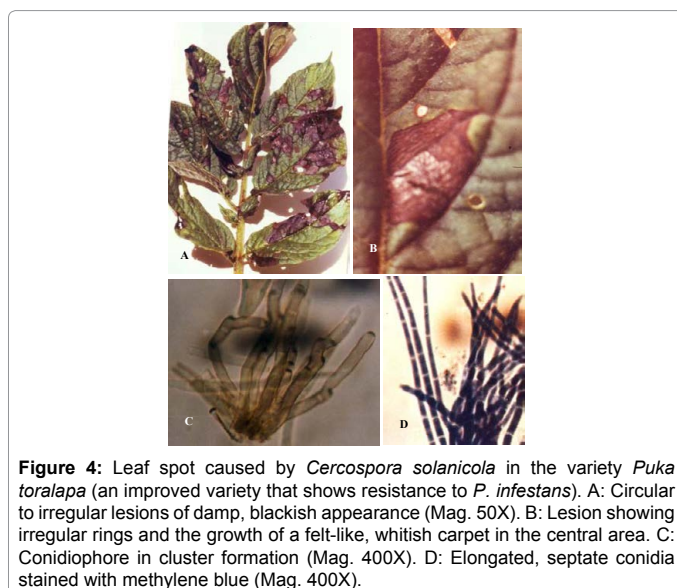 A
B
C
D
Figure 4: Leaf spot caused by Cercospora solanicola in the variety Puka
toralapa (an improved variety that shows resistance to P. infestans). A: Circular
to irregular lesions of damp, blackish appearance (Mag. 50X). B: Lesion showing
irregular rings and the growth of a felt-like, whitish carpet in the central area. C:
Conidiophore in cluster formation (Mag. 400X). D: Elongated, septate conidia
stained with methylene blue (Mag. 400X).